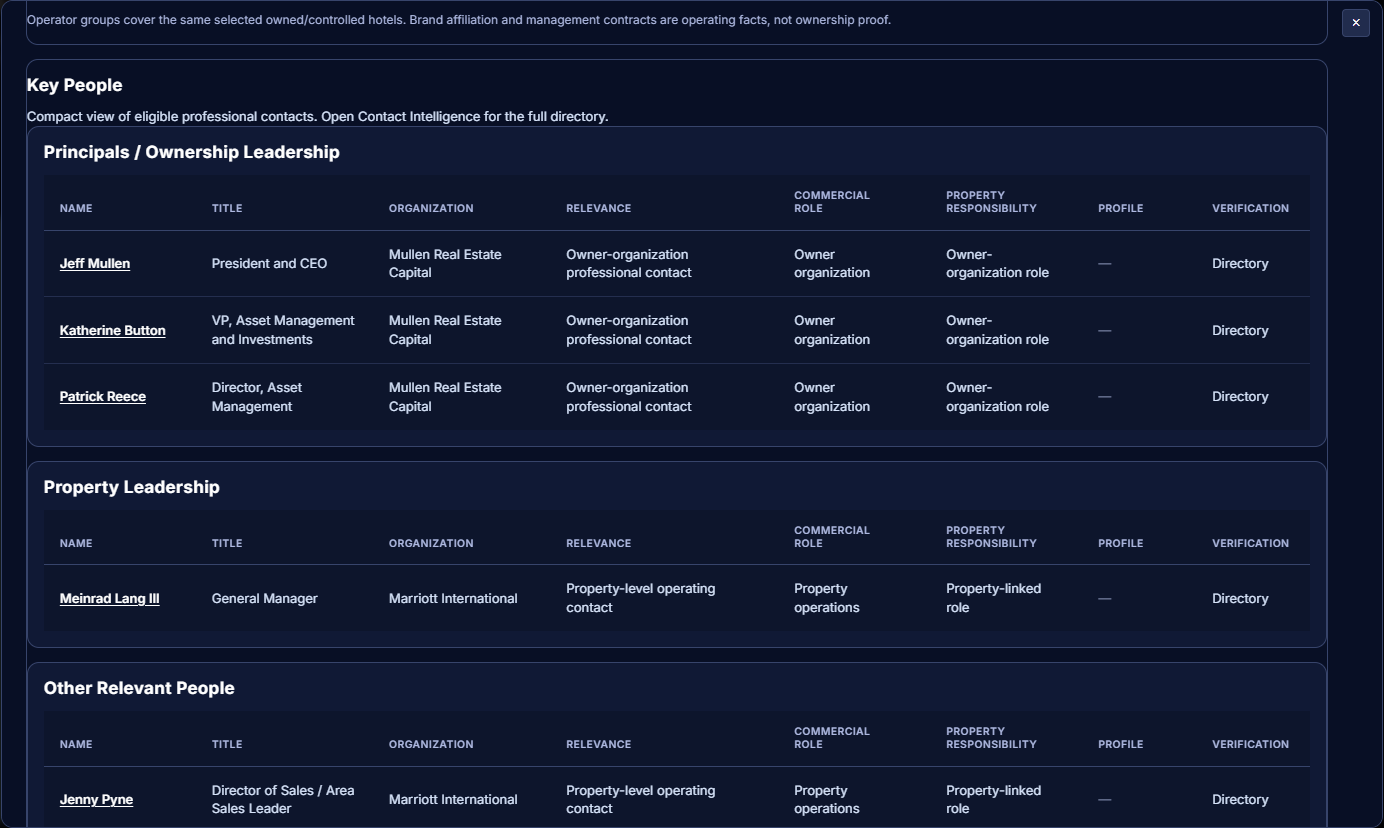 Operator groups cover the same selected owned/controlled hotels. Brand affiliation and management contracts are operating facts, not ownership proof.
×
Key People
Compact view of eligible professional contacts. Open Contact Intelligence for the full directory.
Principals / Ownership Leadership
NAME TITLE ORGANIZATION RELEVANCE COMMERCIAL ROLE PROPERTY RESPONSIBILITY PROFILE VERIFICATION
Jeff Mullen President and CEO Mullen Real Estate Capital Owner-organization professional contact Owner organization Owner-organization role — Directory
Katherine Button VP, Asset Management and Investments Mullen Real Estate Capital Owner-organization professional contact Owner organization Owner-organization role — Directory
Patrick Reece Director, Asset Management Mullen Real Estate Capital Owner-organization professional contact Owner organization Owner-organization role — Directory
Property Leadership
NAME TITLE ORGANIZATION RELEVANCE COMMERCIAL ROLE PROPERTY RESPONSIBILITY PROFILE VERIFICATION
Meinrad Lang III General Manager Marriott International Property-level operating contact Property operations Property-linked role — Directory
Other Relevant People
NAME TITLE ORGANIZATION RELEVANCE COMMERCIAL ROLE PROPERTY RESPONSIBILITY PROFILE VERIFICATION
Jenny Pyne Director of Sales / Area Sales Leader Marriott International Property-level operating contact Property operations Property-linked role — Directory